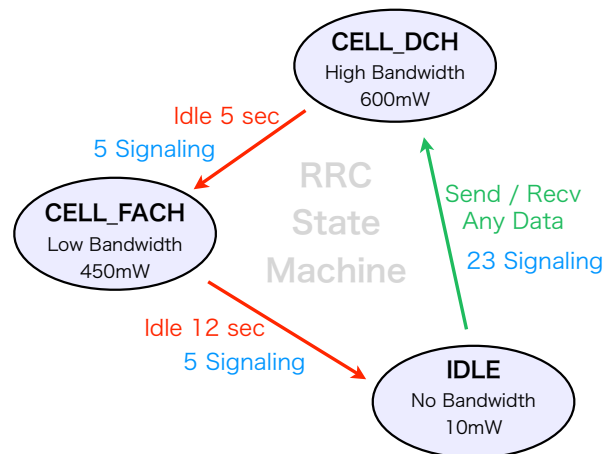 CELL_DCH
High Bandwidth
600mW
Idle 5 sec
5 Signaling
RRC
State
Machine
Send / Recv
Any Data
23 Signaling
CELL_FACH
Low Bandwidth
450mW
Idle 12 sec
5 Signaling
IDLE
No Bandwidth
10mW